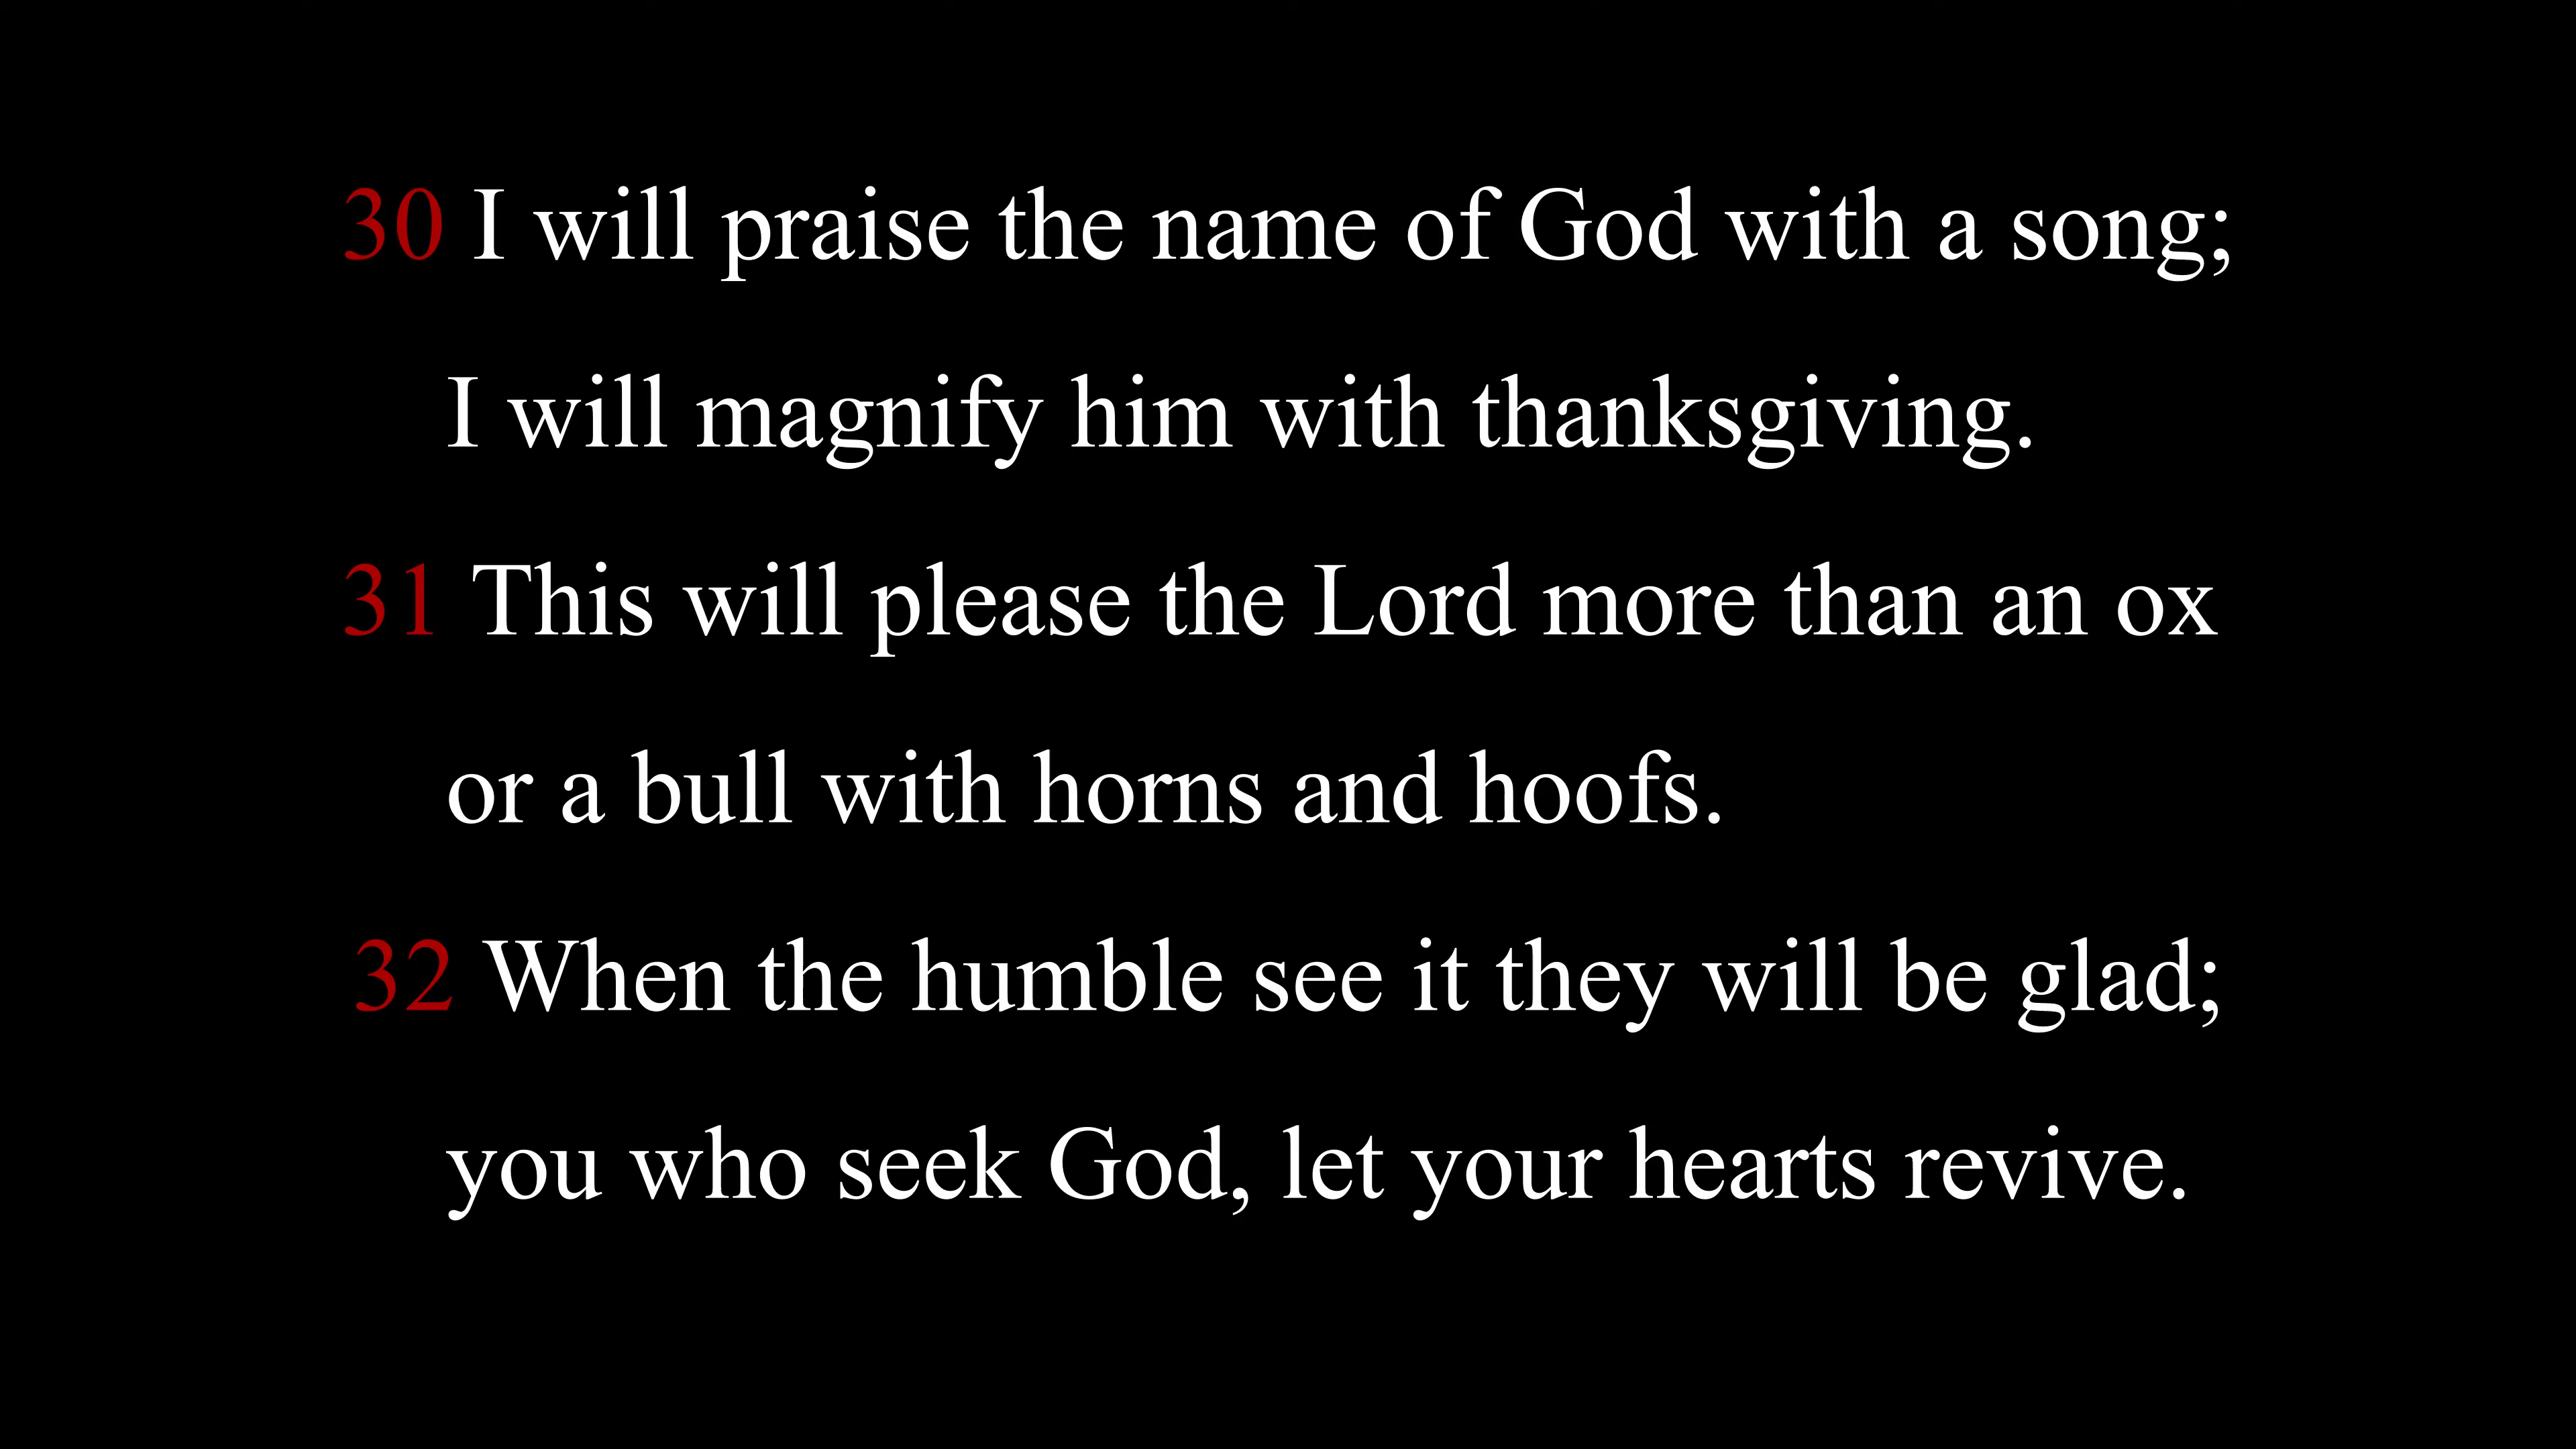 30 I will praise the name of God with a song;
I will magnify him with thanksgiving.
31 This will please the Lord more than an ox
or a bull with horns and hoofs.
32 When the humble see it they will be glad;
you who seek God, let your hearts revive.